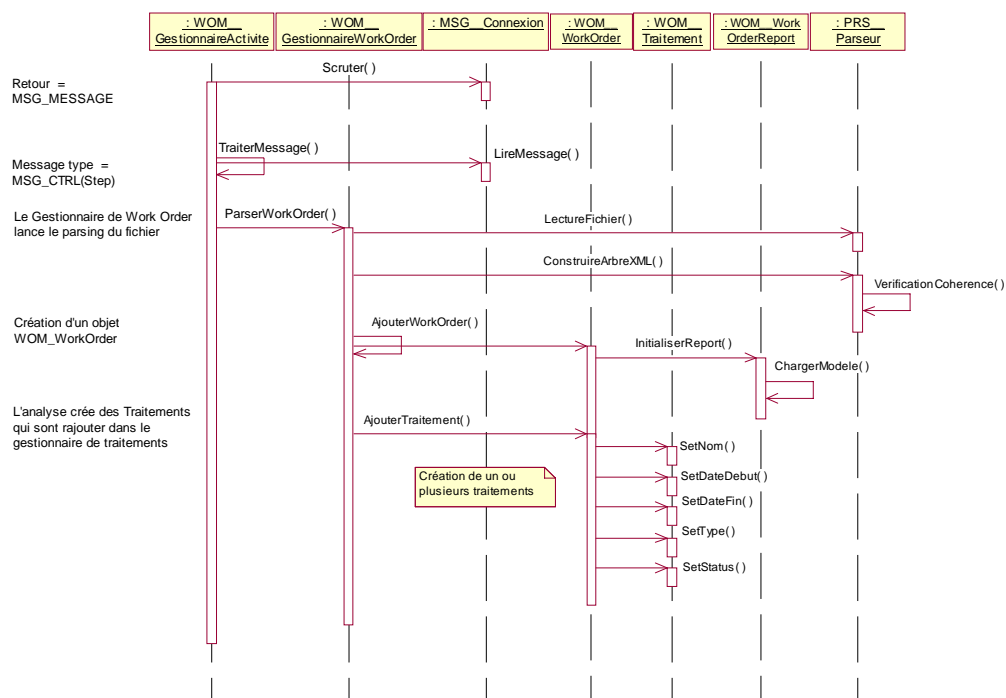 : WOM__
GestionnaireActivite
: WOM__
GestionnaireWorkOrder
: MSG__Connexion
: WOM__
WorkOrder
: WOM__
Traitement
: WOM__Work
OrderReport
: PRS__
Parseur
Scruter( )
Retour =
MSG_MESSAGE
TraiterMessage( )
LireMessage( )
Message type =
MSG_CTRL(Step)
Le Gestionnaire de Work Order
lance le parsing du fichier
ParserWorkOrder( )
LectureFichier( )
ConstruireArbreXML( )
VerificationCoherence( )
Création d'un objet
WOM_WorkOrder
AjouterWorkOrder( )
InitialiserReport( )
ChargerModele( )
L'analyse crée des Traitements
qui sont rajouter dans le
gestionnaire de traitements
AjouterTraitement( )
SetNom( )
Création de un ou
plusieurs traitements
SetDateDebut( )
SetDateFin( )
SetType( )
SetStatus( )